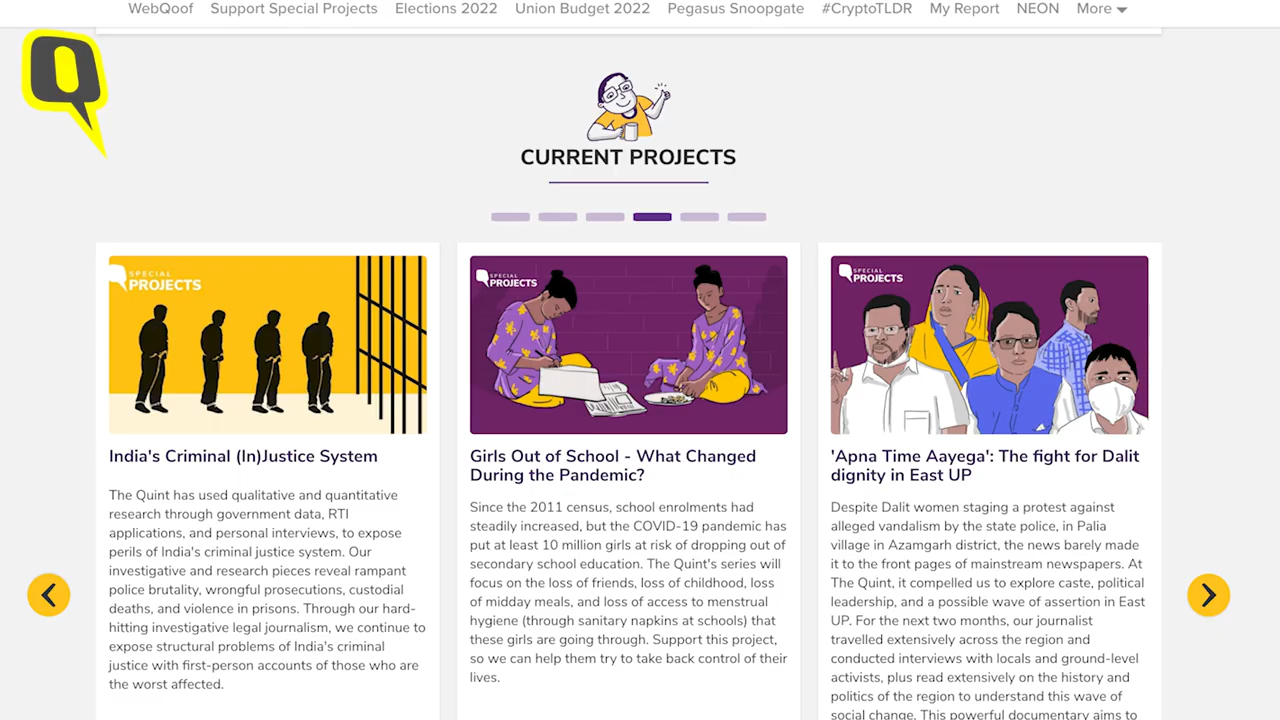 WebQoof Support Special Projects Elections 2022 Union Budget 2022 Pegasus Snoopgate #CryptoTLDR My Report NEON More
Q
CURRENT PROJECTS
SPECIAL
PROJECTS
India's Criminal (In)Justice System
The Quint has used qualitative and quantitative
research through government data, RTI
applications, and personal interviews, to expose
perils of India's criminal justice system. Our
investigative and research pieces reveal rampant
police brutality, wrongful prosecutions, custodial
deaths, and violence in prisons. Through our hard-
hitting investigative legal journalism, we continue to
expose structural problems of India's criminal
justice with first-person accounts of those who are
the worst affected.
SPECIAL
PROJECTS
Girls Out of School - What Changed
During the Pandemic?
Since the 2011 census, school enrolments had
steadily increased, but the COVID-19 pandemic has
put at least 10 million girls at risk of dropping out of
secondary school education. The Quint's series will
focus on the loss of friends, loss of childhood, loss
of midday meals, and loss of access to menstrual
hygiene (through sanitary napkins at schools) that
these girls are going through. Support this project,
so we can help them try to take back control of their
lives.
SPECIAL
PROJECTS
'Apna Time Aayega': The fight for Dalit
dignity in East UP
Despite Dalit women staging a protest against
alleged vandalism by the state police, in Palia
village in Azamgarh district, the news barely made
it to the front pages of mainstream newspapers. At
The Quint, it compelled us to explore caste, political
leadership, and a possible wave of assertion in East
UP. For the next two months, our journalist
travelled extensively across the region and
conducted interviews with locals and ground-level
activists, plus read extensively on the history and
politics of the region to understand this wave of
social change. This powerful documentary aims to